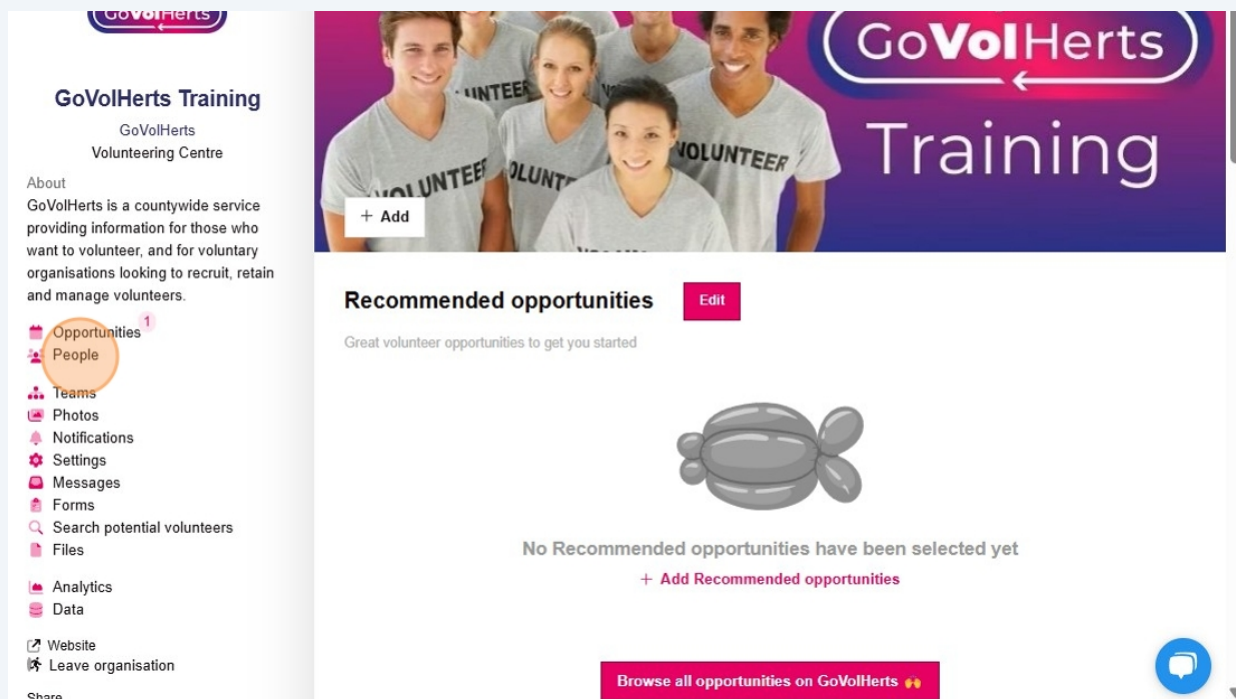 GoVolHerts
GoVolHerts Training
GoVolHerts
Volunteering Centre
About
GoVolHerts is a countywide service
providing information for those who
want to volunteer, and for voluntary
organisations looking to recruit, retain
and manage volunteers.
Opportunities 1
People
Teams
Photos
Notifications
Settings
Messages
Forms
Search potential volunteers
Files
Analytics
Data
Website
Leave organisation
Share
GoVolHerts
Training
VOLUNTEER
VOLUNTEER
+ Add
Recommended opportunities
Edit
Great volunteer opportunities to get you started
No Recommended opportunities have been selected yet
+ Add Recommended opportunities
Browse all opportunities on GoVolHerts